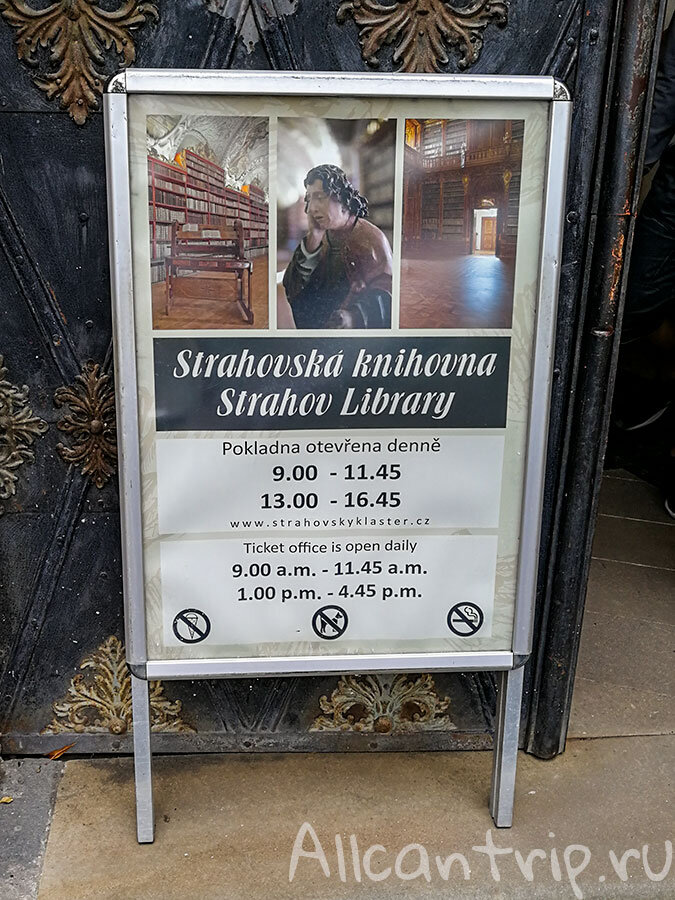 Strahovská knihovna
Strahov Library
Pokladna otevřena denně
9.00 - 11.45
13.00 - 16.45
www.strahovskyklaster.cz
Ticket office is open daily
9.00 a.m. - 11.45 a.m.
1.00 p.m. - 4.45 p.m.
Allcantrip.ru